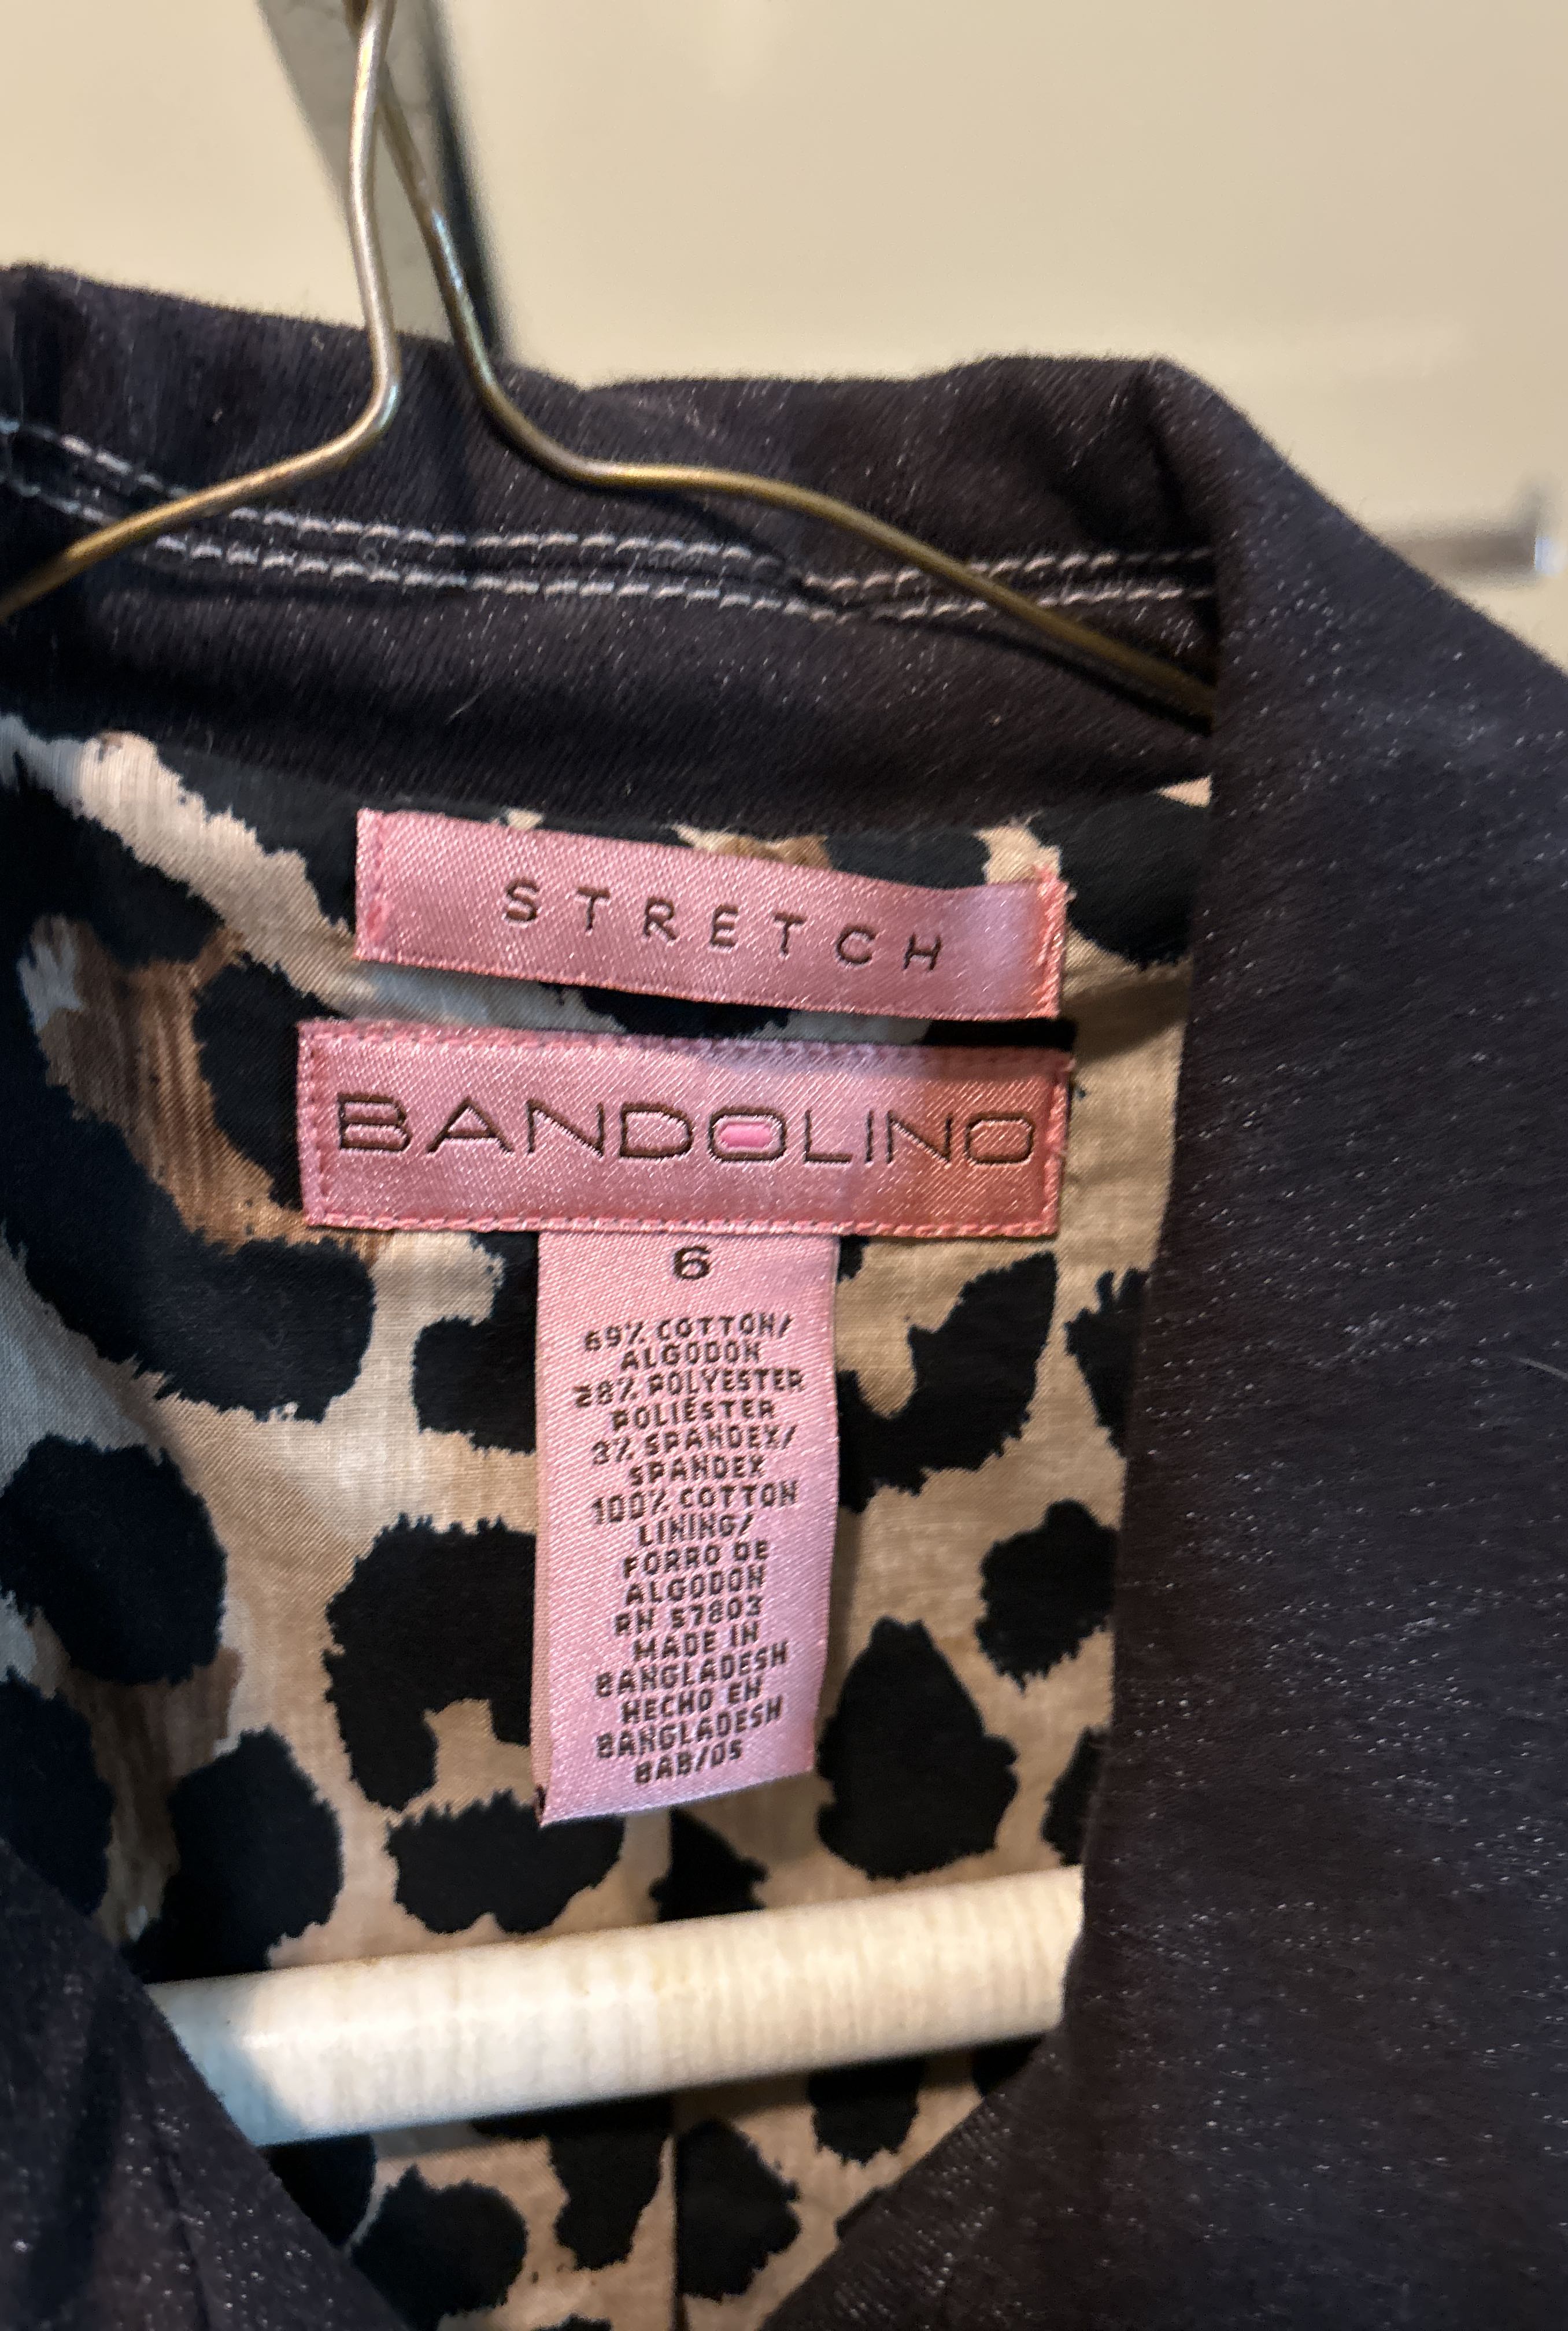 STRETCH
BANDOLINO
6
69% COTTON/
ALGODON
28% POLYESTER
POLIÉSTER
3% SPANDEX/
SPANDEX
100% COTTON
LINING/
FORRO DE
ALGODON
RN 57803
MADE IN
BANGLADESH
HECHO EN
BANGLADESH
BAB/DS